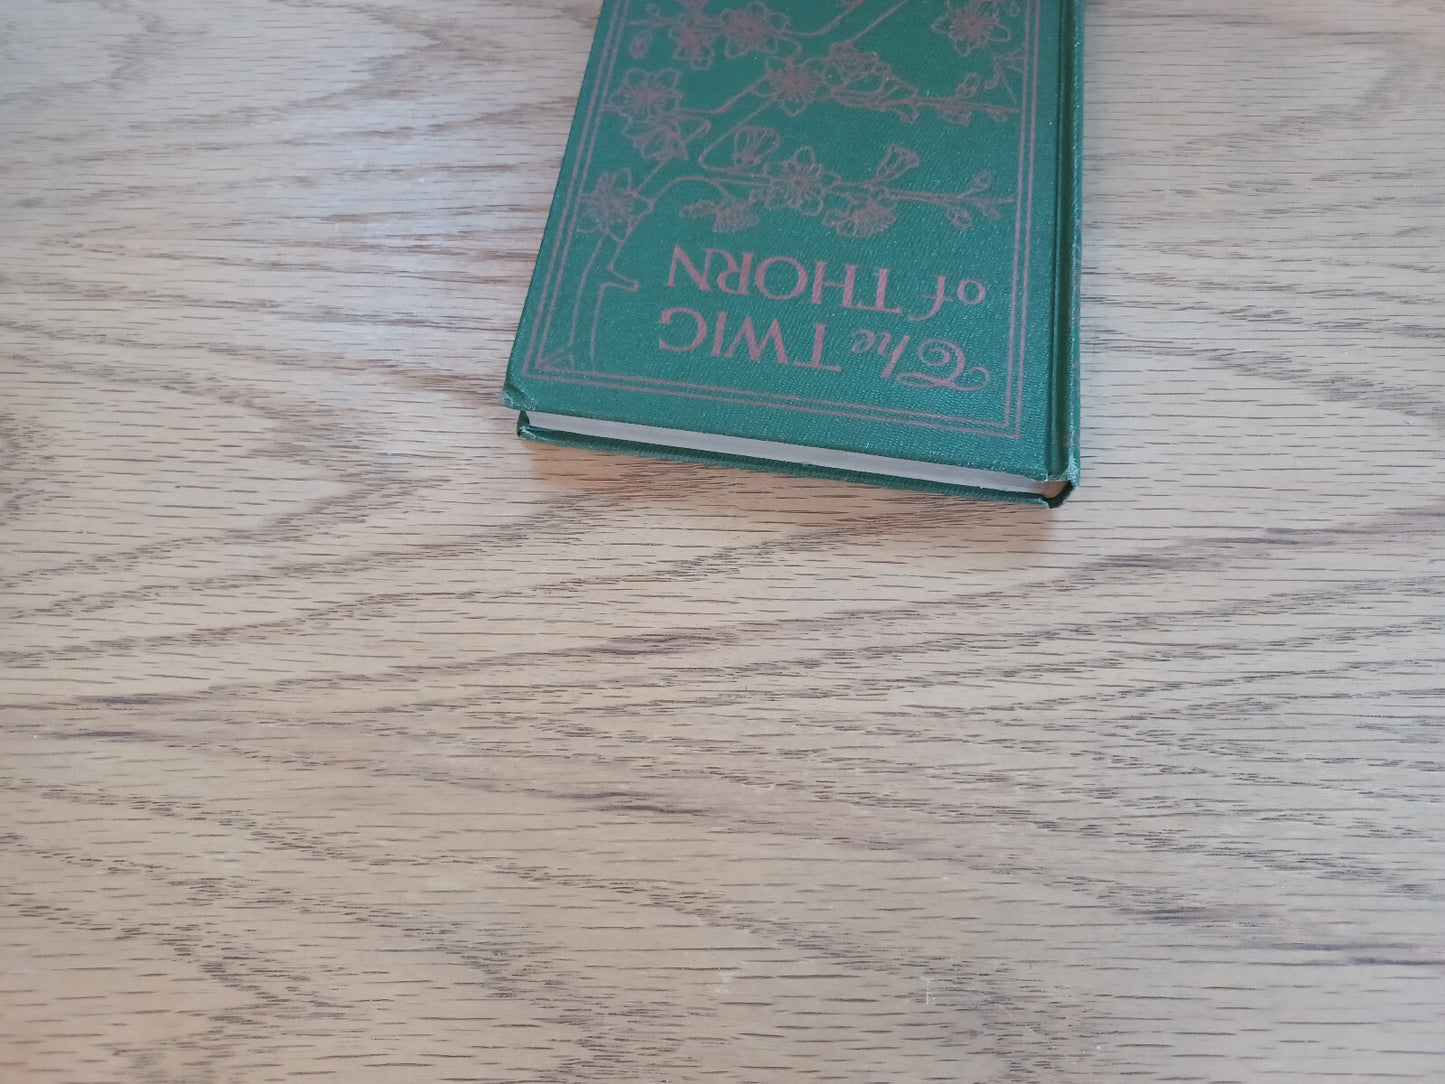 The TWIG
of THORN